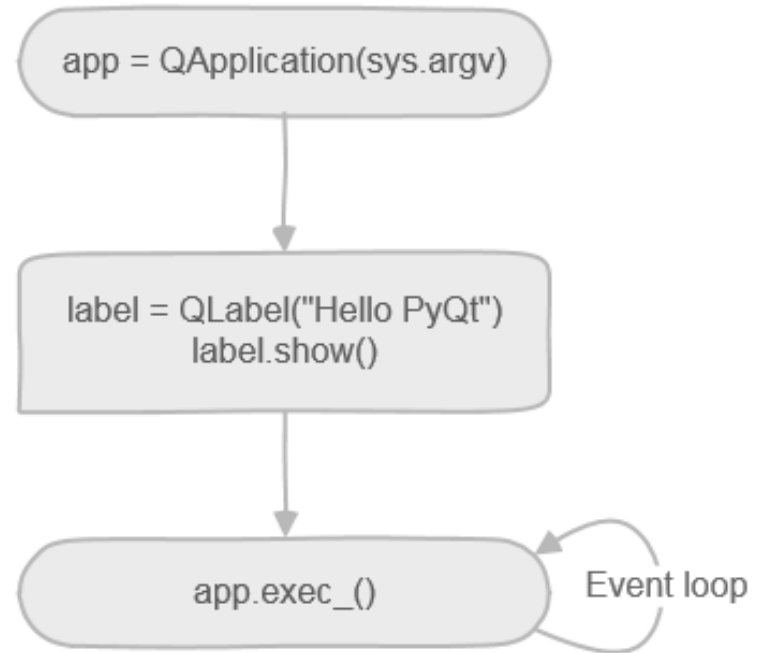 app = QApplication(sys.argv)
label = QLabel("Hello PyQt")
label.show()
app.exec_()
Event loop